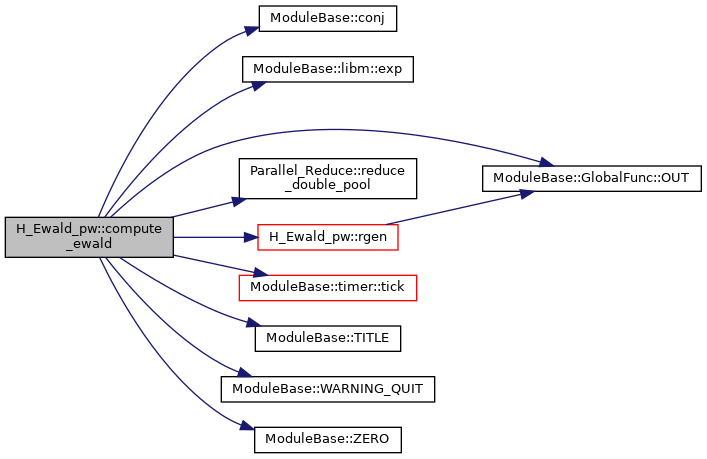 ModuleBase::conj
ModuleBase::libm::exp
Parallel_Reduce::reduce
_double_pool
ModuleBase::GlobalFunc::OUT
H_Ewald_pw::compute
_ewald
H_Ewald_pw::rgen
ModuleBase::timer::tick
ModuleBase::TITLE
ModuleBase::WARNING_QUIT
ModuleBase::ZERO